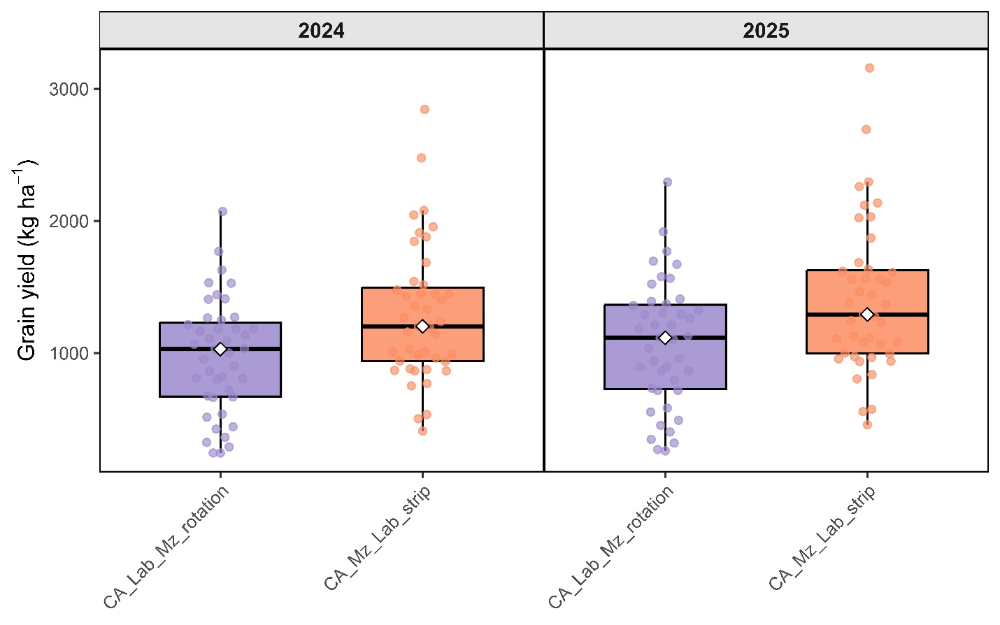 2024
2025
Grain yield (kg ha⁻¹)
3000
2000
1000
CA_Lab_Mz_rotation
CA_Mz_Lab_strip
CA_Lab_Mz_rotation
CA_Mz_Lab_strip